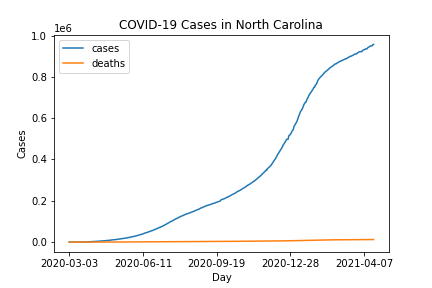 COVID-19 Cases in North Carolina
1e6
cases
deaths
1.0
0.8
0.6
0.4
0.2
0.0
Cases
2020-03-03 2020-06-11 2020-09-19 2020-12-28 2021-04-07
Day